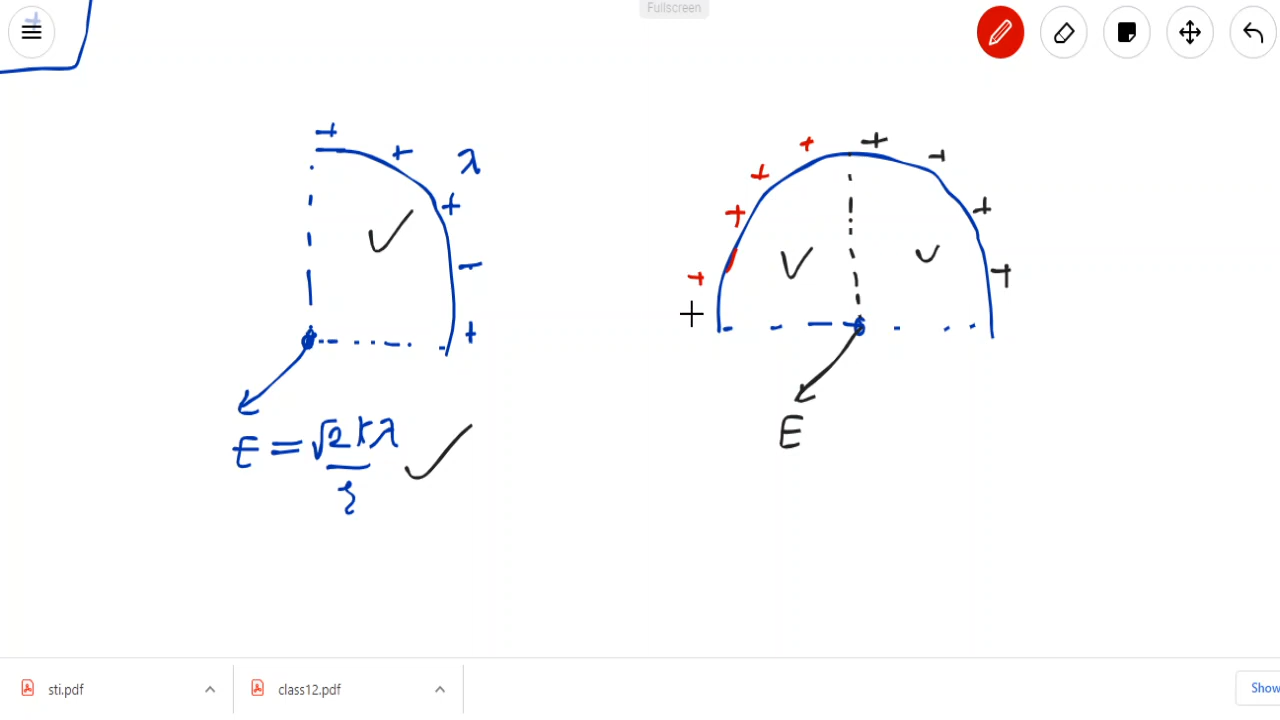 Fullscreen
+
+ + λ
+
-
+
E = √2 kλ
r
+ + + + + +
+ +
+ +
E
sti.pdf
class12.pdf
Show